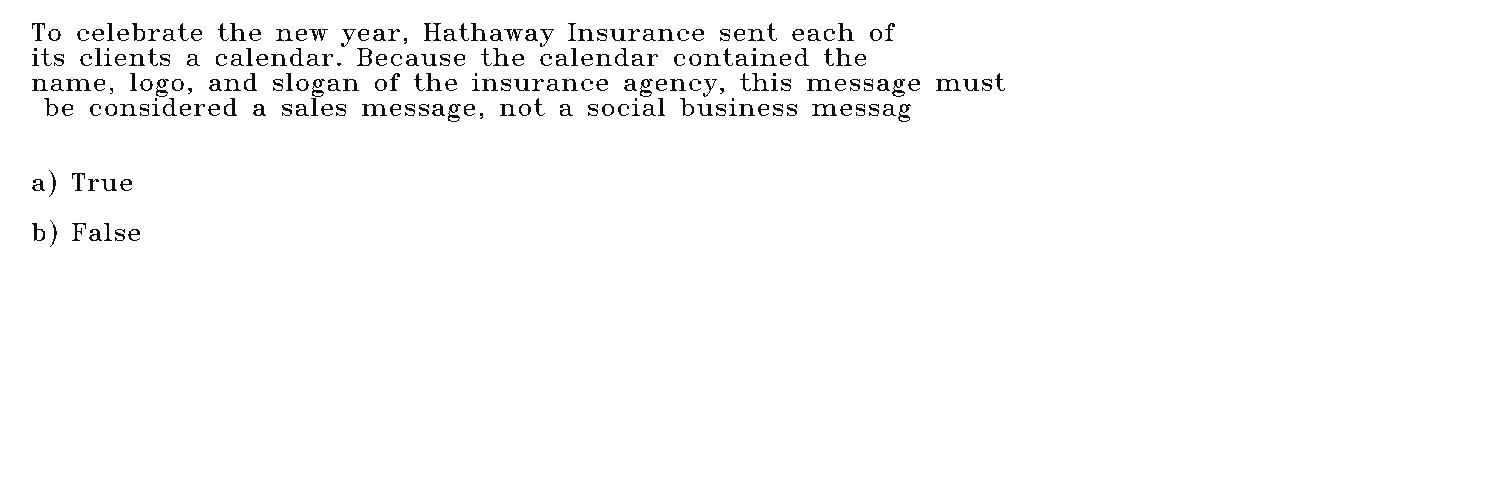 To celebrate the new year, Hathaway Insurance sent each of
its clients a calendar. Because the calendar contained the
name, logo, and slogan of the insurance agency, this message must
be considered a sales message, not a social business messag
a) True
b) False